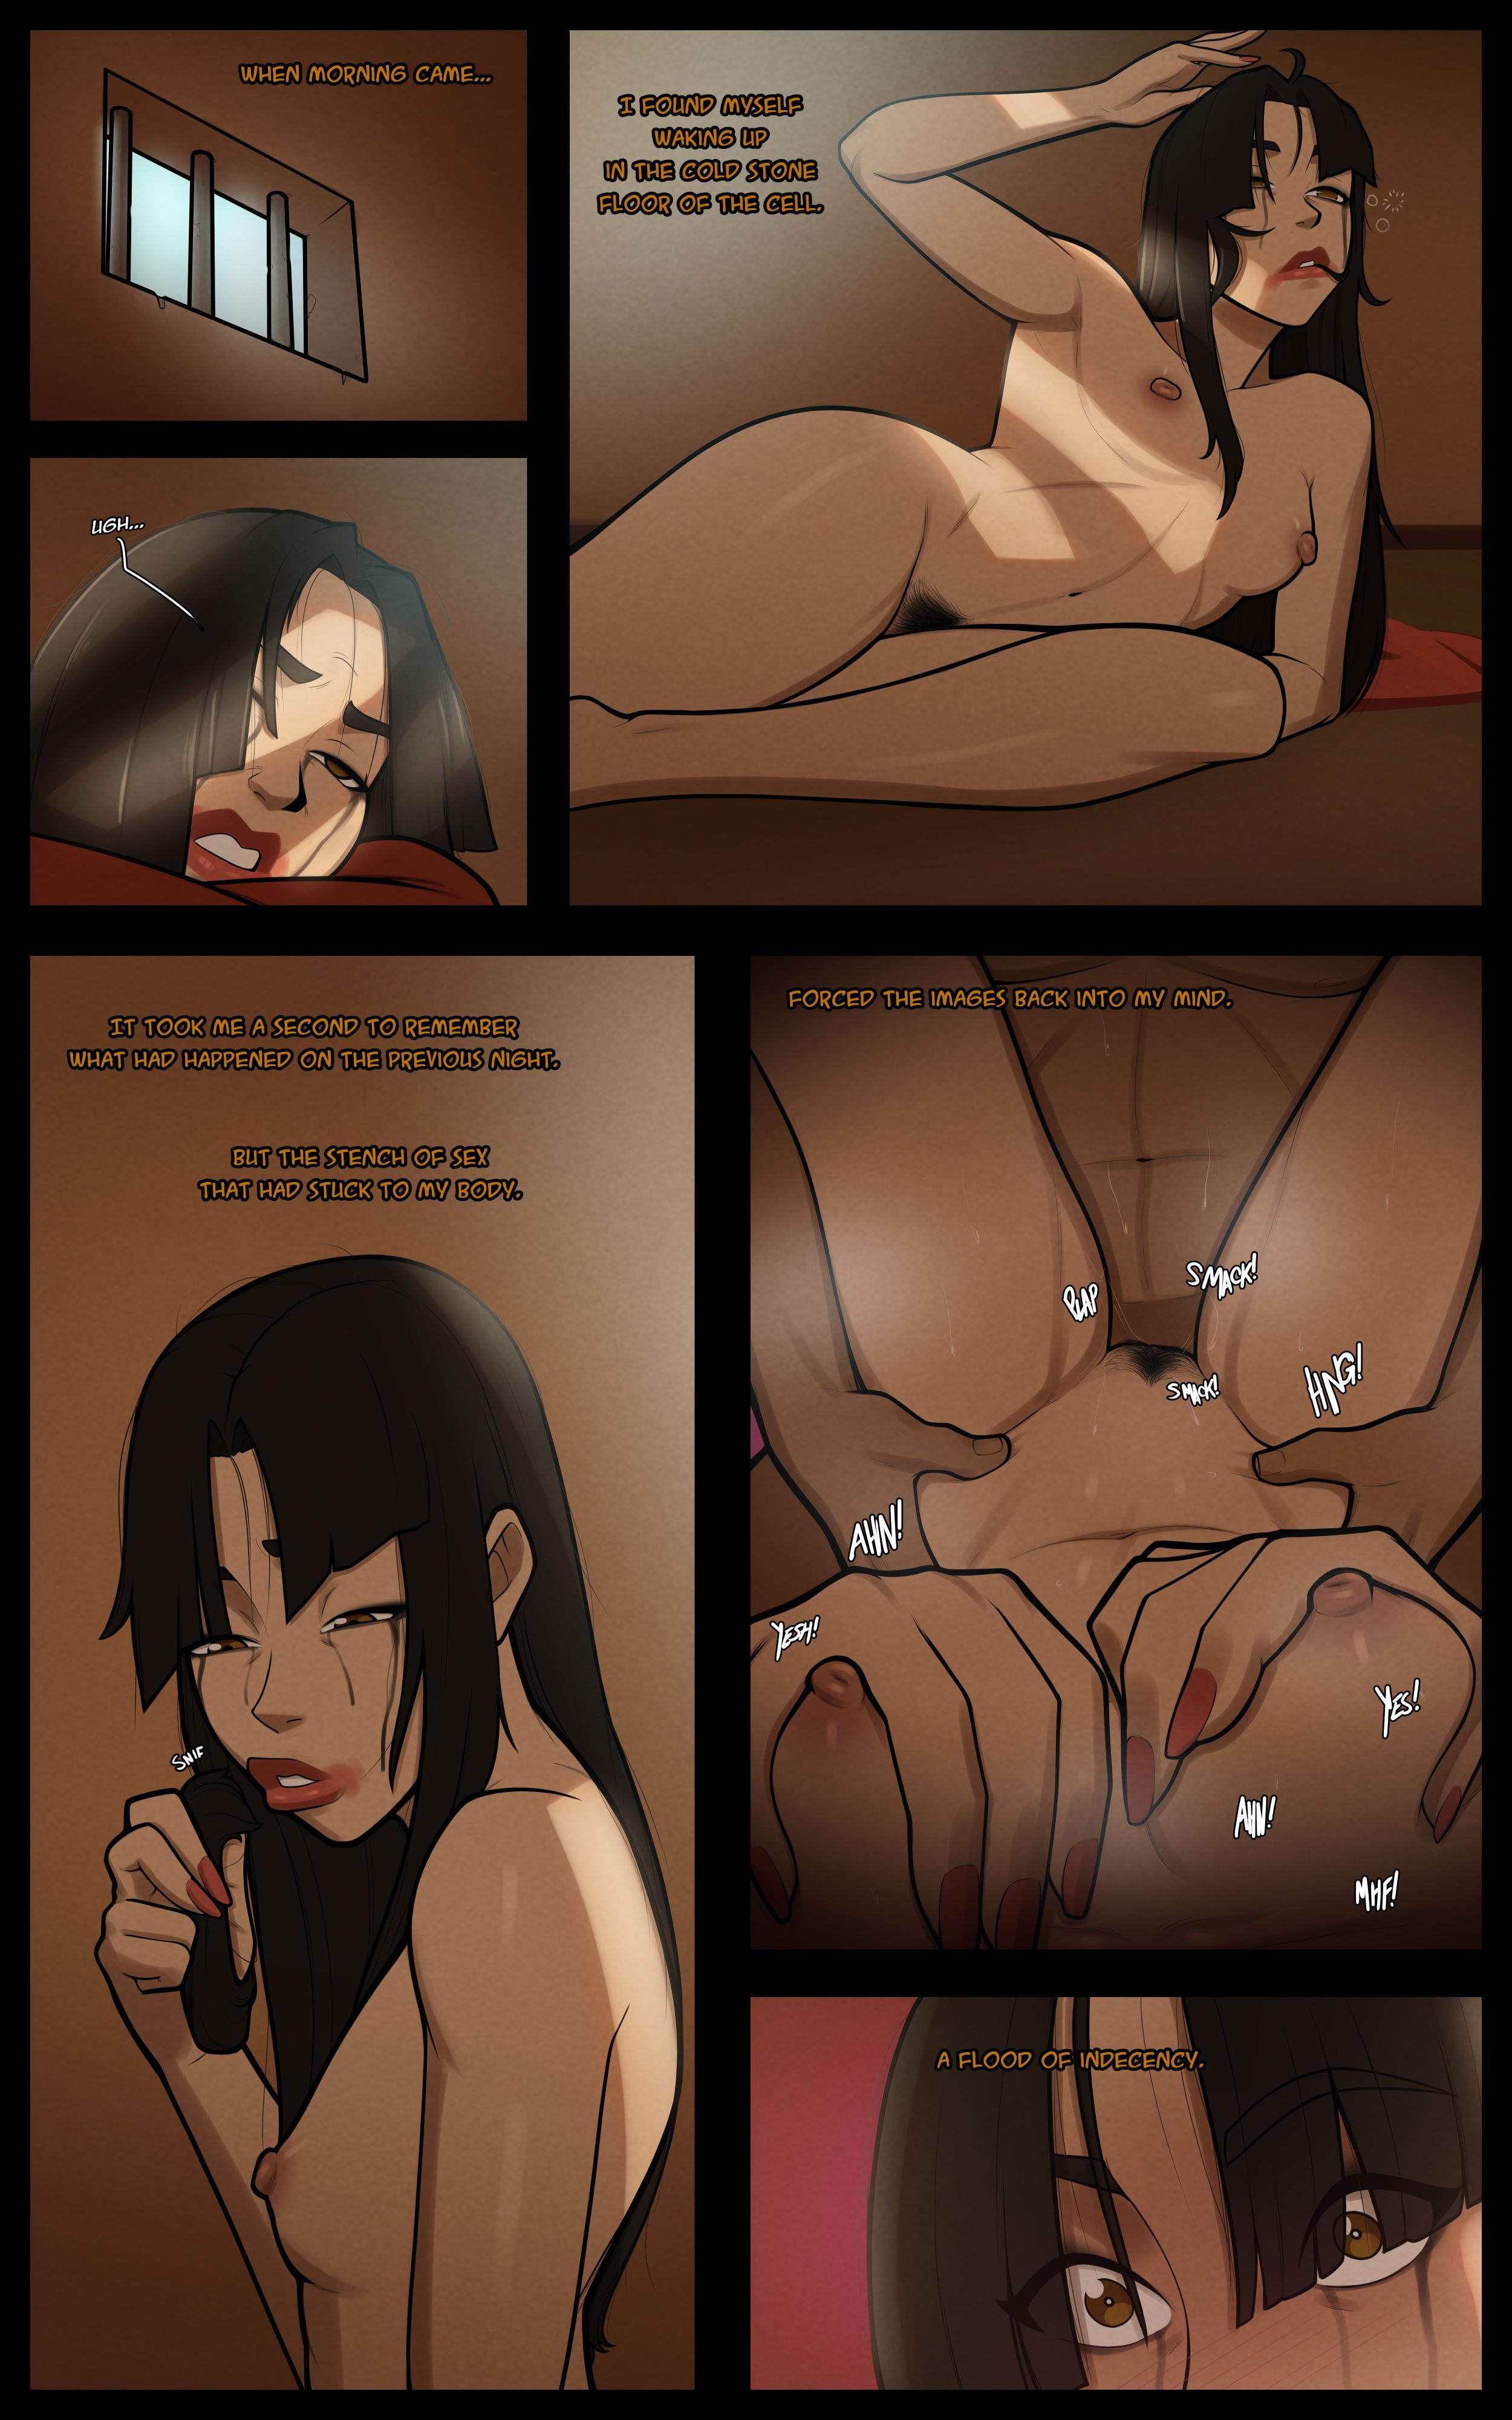 WHEN MORNING CAME...
UGH...
I FOUND MYSELF
WAKING UP
IN THE COLD STONE
FLOOR OF THE CELL.
IT TOOK ME A SECOND TO REMEMBER
WHAT HAD HAPPENED ON THE PREVIOUS NIGHT.
BUT THE STENCH OF SEX
THAT HAD STUCK TO MY BODY.
SNIF
FORCED THE IMAGES BACK INTO MY MIND.
SMACK!
PLAP
SMACK!
HNG!
AHN!
YESH!
YES!
AHN!
MHF!
A FLOOD OF INDECENCY.